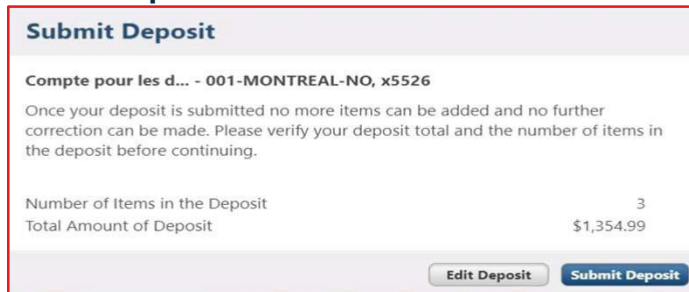 Submit Deposit
Compte pour les d... - 001-MONTREAL-NO, x5526
Once your deposit is submitted no more items can be added and no further
correction can be made. Please verify your deposit total and the number of items in
the deposit before continuing.
Number of Items in the Deposit 3
Total Amount of Deposit $1,354.99
Edit Deposit Submit Deposit